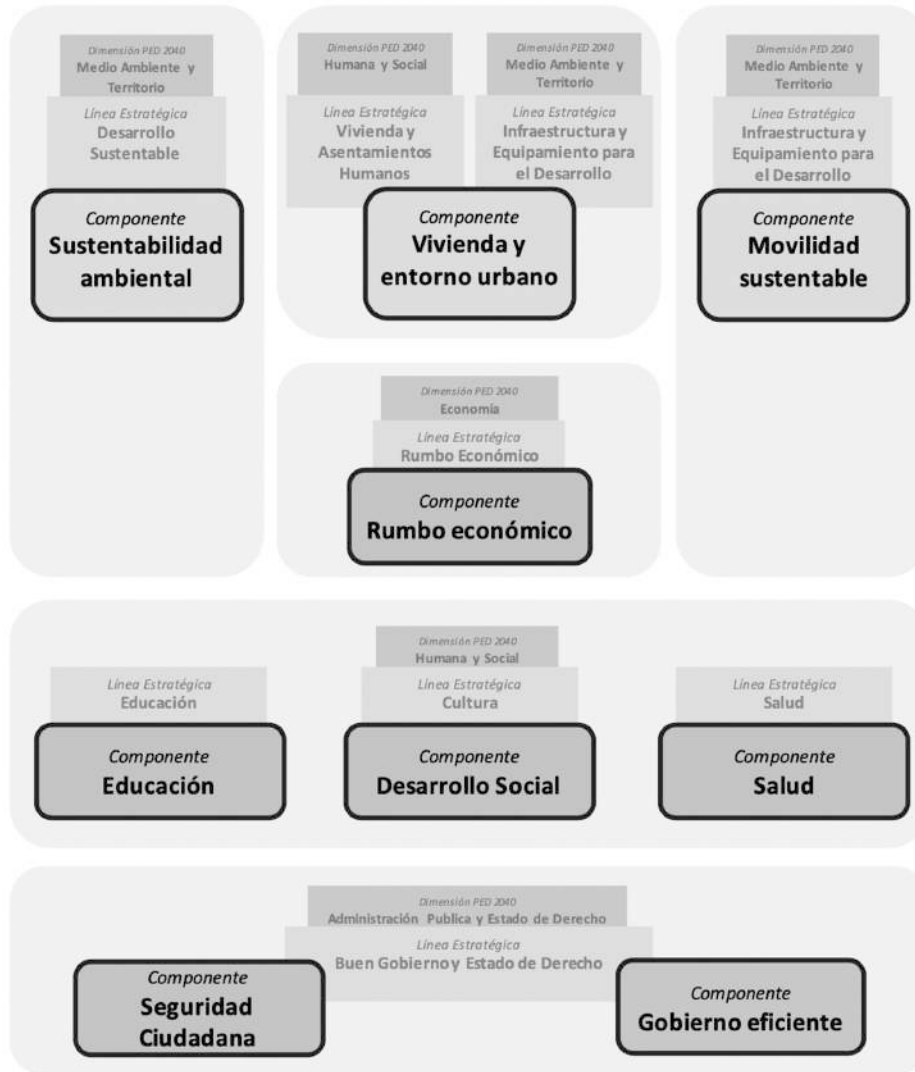 Dimensión PED 2040
Medio Ambiente y
Territorio
Línea Estratégica
Desarrollo
Sustentable
Componente
Sustentabilidad
ambiental
Dimensión PED 2040
Humana y Social
Línea Estratégica
Vivienda y
Asentamientos
Humanos
Dimensión PED 2040
Medio Ambiente y
Territorio
Línea Estratégica
Infraestructura y
Equipamiento para
el Desarrollo
Componente
Vivienda y
entorno urbano
Dimensión PED 2040
Medio Ambiente y
Territorio
Línea Estratégica
Infraestructura y
Equipamiento para
el Desarrollo
Componente
Movilidad
sustentable
Dimensión PED 2040
Economía
Línea Estratégica
Rumbo Económico
Componente
Rumbo económico
Dimensión PED 2040
Humana y Social
Línea Estratégica
Educación
Componente
Educación
Línea Estratégica
Cultura
Componente
Desarrollo Social
Línea Estratégica
Salud
Componente
Salud
Dimensión PED 2040
Administración Publica y Estado de Derecho
Línea Estratégica
Buen Gobierno y Estado de Derecho
Componente
Seguridad
Ciudadana
Componente
Gobierno eficiente